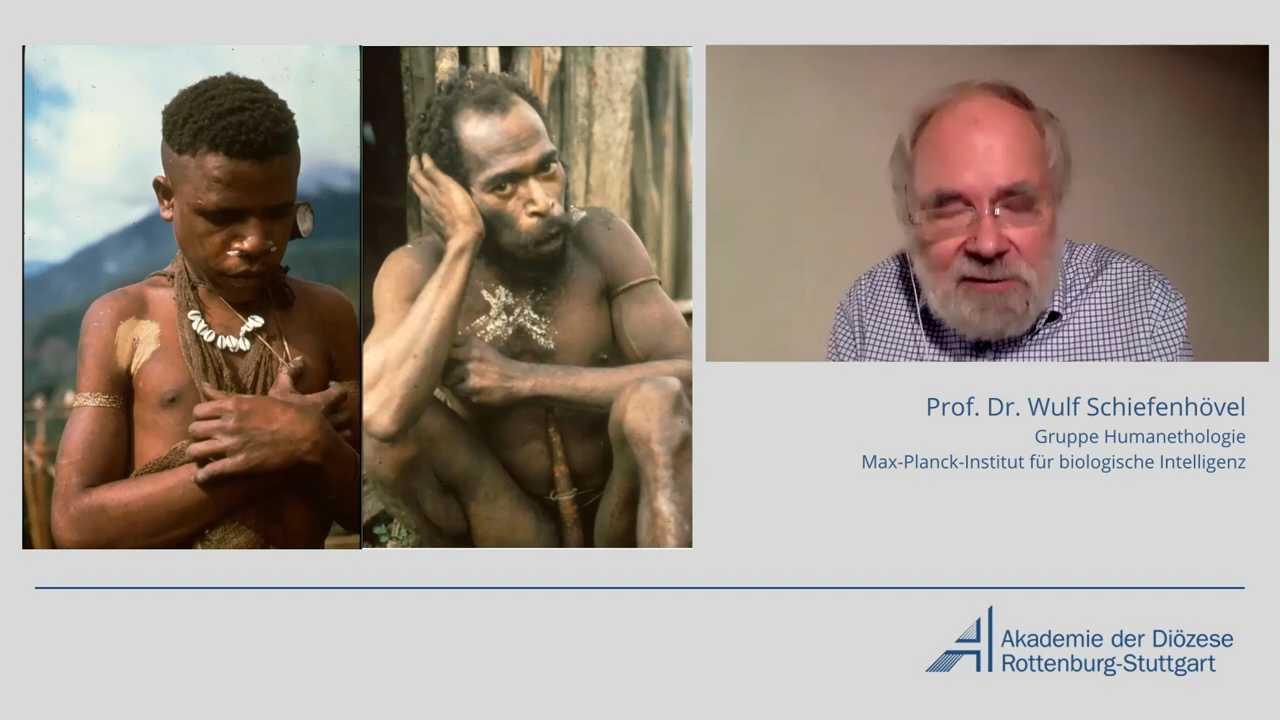 Prof. Dr. Wulf Schiefenhövel
Gruppe Humanethologie
Max-Planck-Institut für biologische Intelligenz
Akademie der Diözese
Rottenburg-Stuttgart